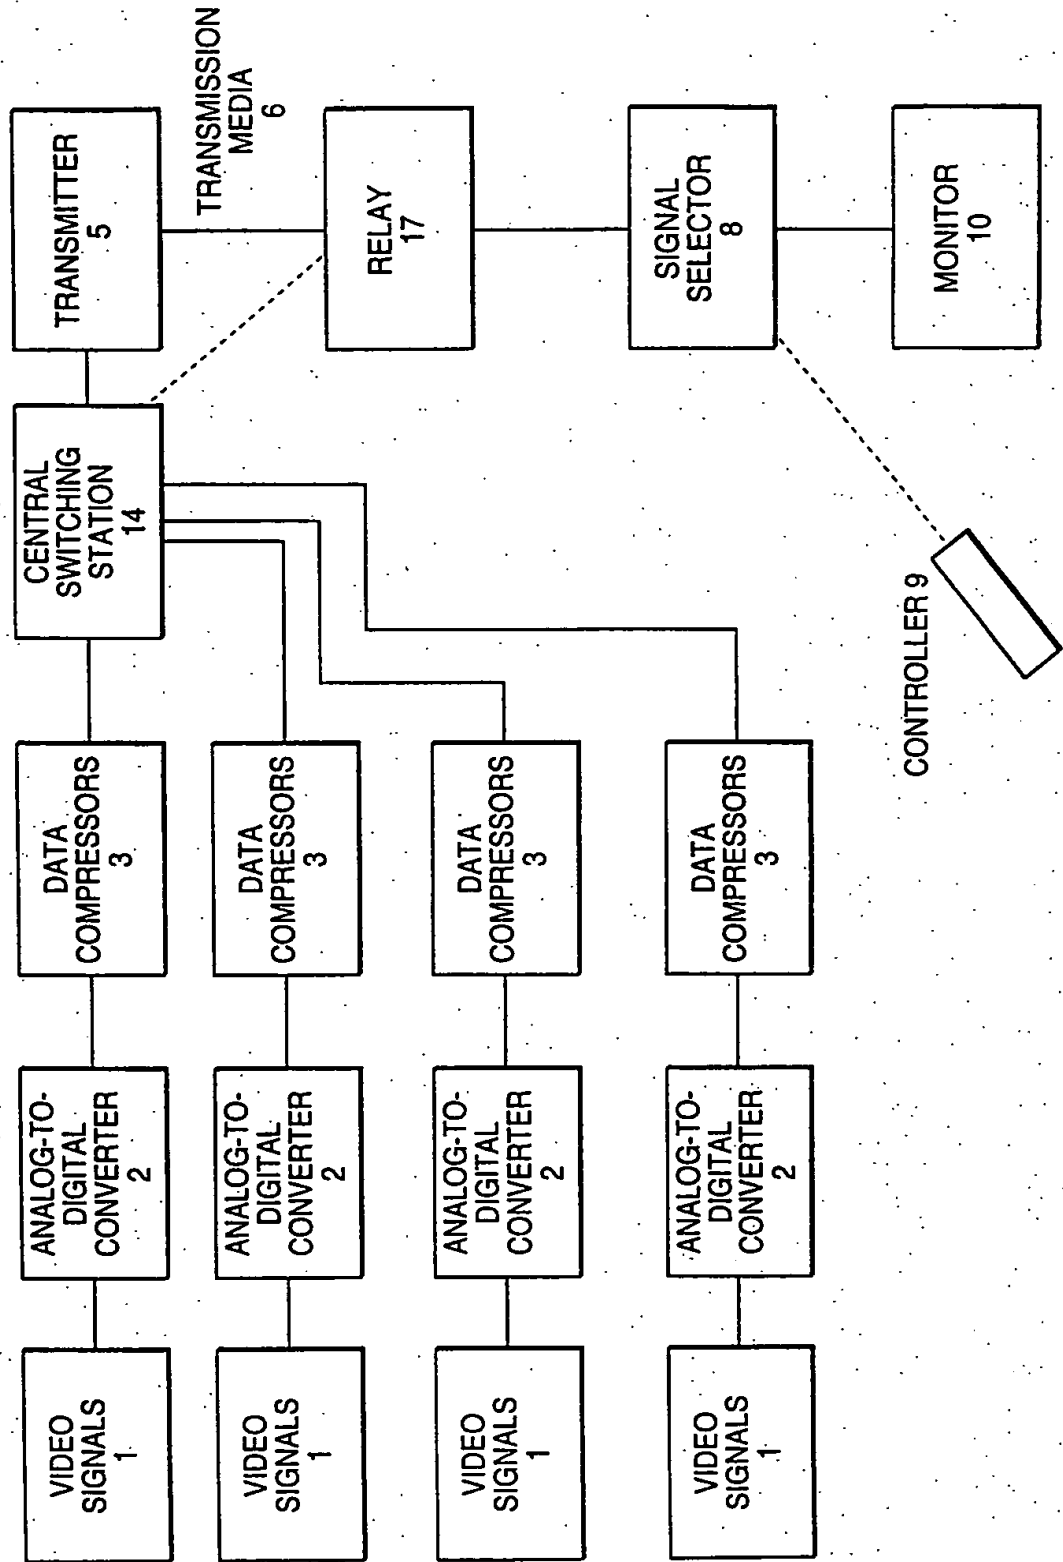 VIDEO
SIGNALS
1
ANALOG-TO-
DIGITAL
CONVERTER
2
DATA
COMPRESSORS
3
CENTRAL
SWITCHING
STATION
14
TRANSMITTER
5
VIDEO
SIGNALS
1
ANALOG-TO-
DIGITAL
CONVERTER
2
DATA
COMPRESSORS
3
TRANSMISSION
MEDIA
6
VIDEO
SIGNALS
1
ANALOG-TO-
DIGITAL
CONVERTER
2
DATA
COMPRESSORS
3
RELAY
17
VIDEO
SIGNALS
1
ANALOG-TO-
DIGITAL
CONVERTER
2
DATA
COMPRESSORS
3
SIGNAL
SELECTOR
8
CONTROLLER 9
MONITOR
10